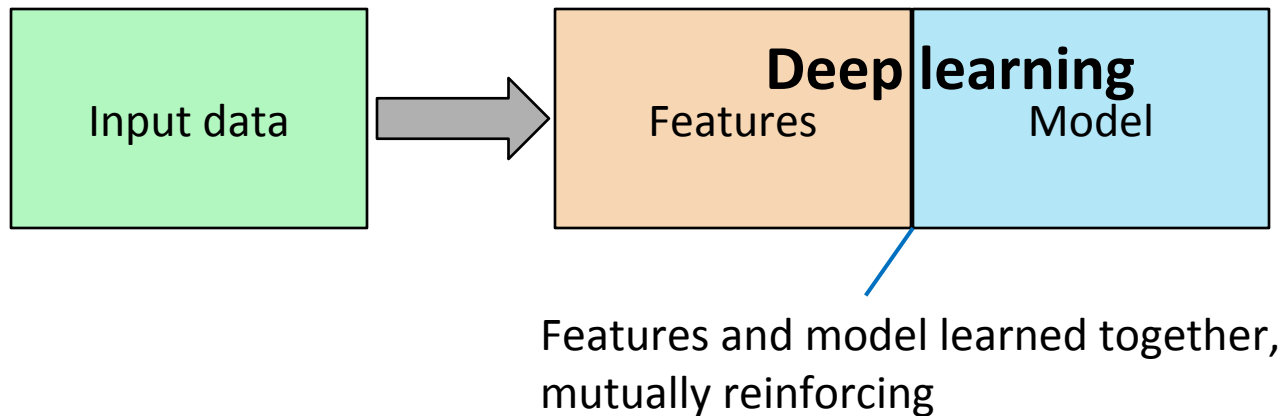 Deep learning
Input data
Features
Model
Features and model learned together,
mutually reinforcing